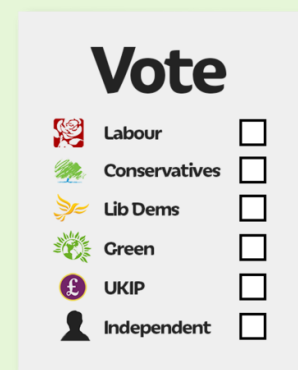 Vote
Labour
Conservatives
Lib Dems
Green
UKIP
£
Independent